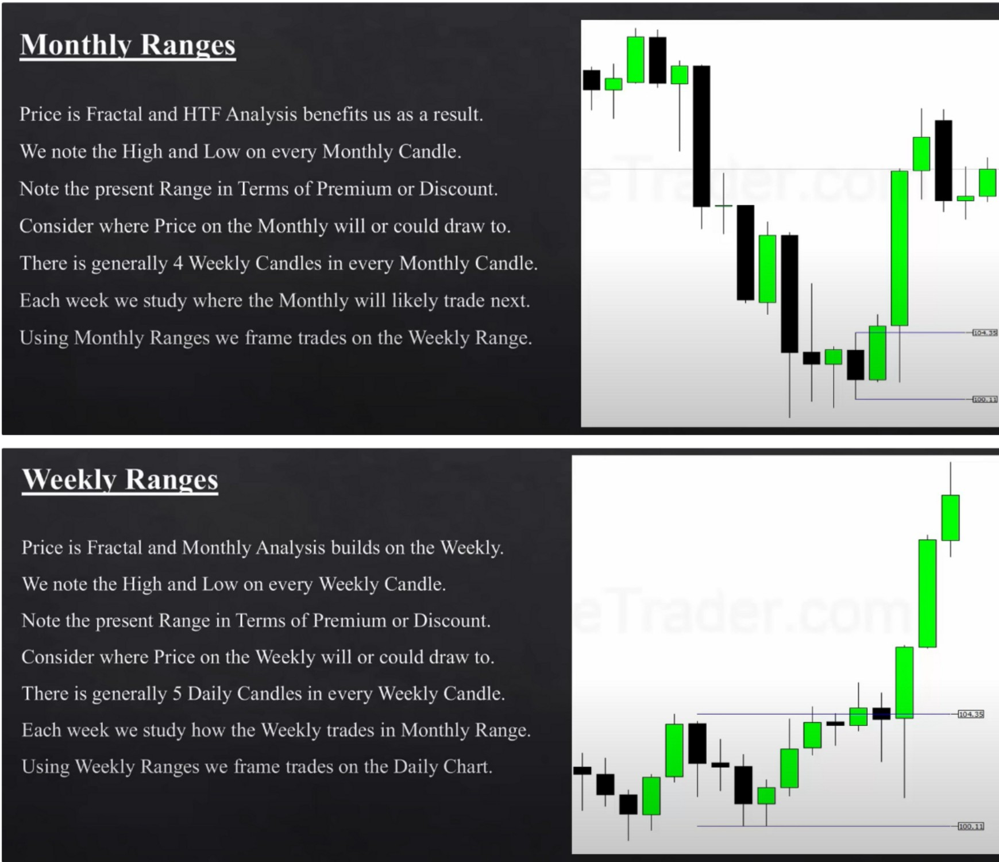 Monthly Ranges
Price is Fractal and HTF Analysis benefits us as a result.
We note the High and Low on every Monthly Candle.
Note the present Range in Terms of Premium or Discount.
Consider where Price on the Monthly will or could draw to.
There is generally 4 Weekly Candles in every Monthly Candle.
Each week we study where the Monthly will likely trade next.
Using Monthly Ranges we frame trades on the Weekly Range.
eTrader.com
104.35
100.11
Weekly Ranges
Price is Fractal and Monthly Analysis builds on the Weekly.
We note the High and Low on every Weekly Candle.
Note the present Range in Terms of Premium or Discount.
Consider where Price on the Weekly will or could draw to.
There is generally 5 Daily Candles in every Weekly Candle.
Each week we study how the Weekly trades in Monthly Range.
Using Weekly Ranges we frame trades on the Daily Chart.
eTrader.com
104.35
100.11